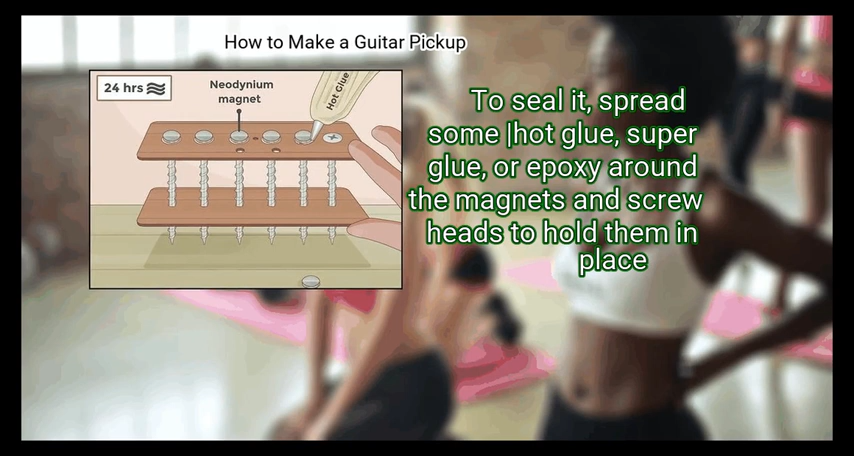 How to Make a Guitar Pickup
24 hrs
Neodynium
magnet
Hot Glue
To seal it, spread
some |hot glue, super
glue, or epoxy around
the magnets and screw
heads to hold them in
place